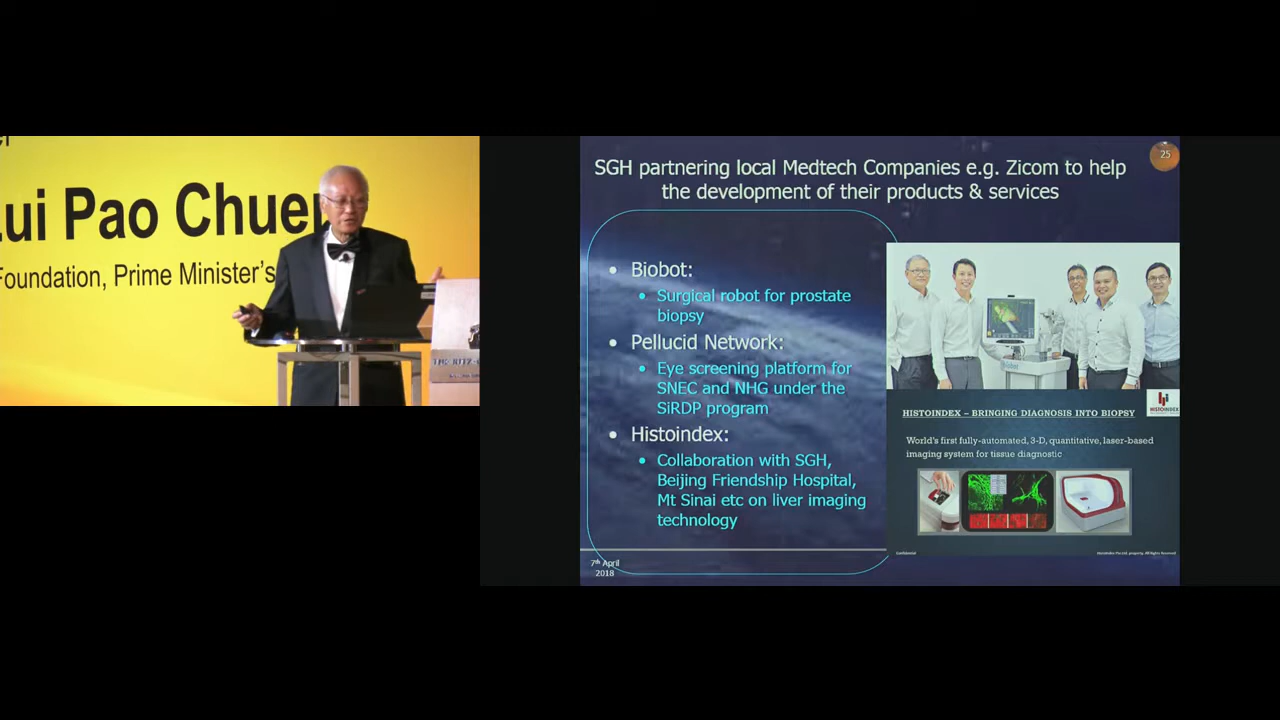 Lui Pao Chuen
Foundation, Prime Minister's
25
SGH partnering local Medtech Companies e.g. Zicom to help
the development of their products & services
• Biobot:
• Surgical robot for prostate
biopsy
• Pellucid Network:
• Eye screening platform for
SNEC and NHG under the
SiRDP program
• Histoindex:
• Collaboration with SGH,
Beijing Friendship Hospital,
Mt Sinai etc on liver imaging
technology
7th April
2018
biobot
HISTOINDEX
HISTOINDEX – BRINGING DIAGNOSIS INTO BIOPSY
World's first fully-automated, 3-D, quantitative, laser-based
imaging system for tissue diagnostic
Confidential